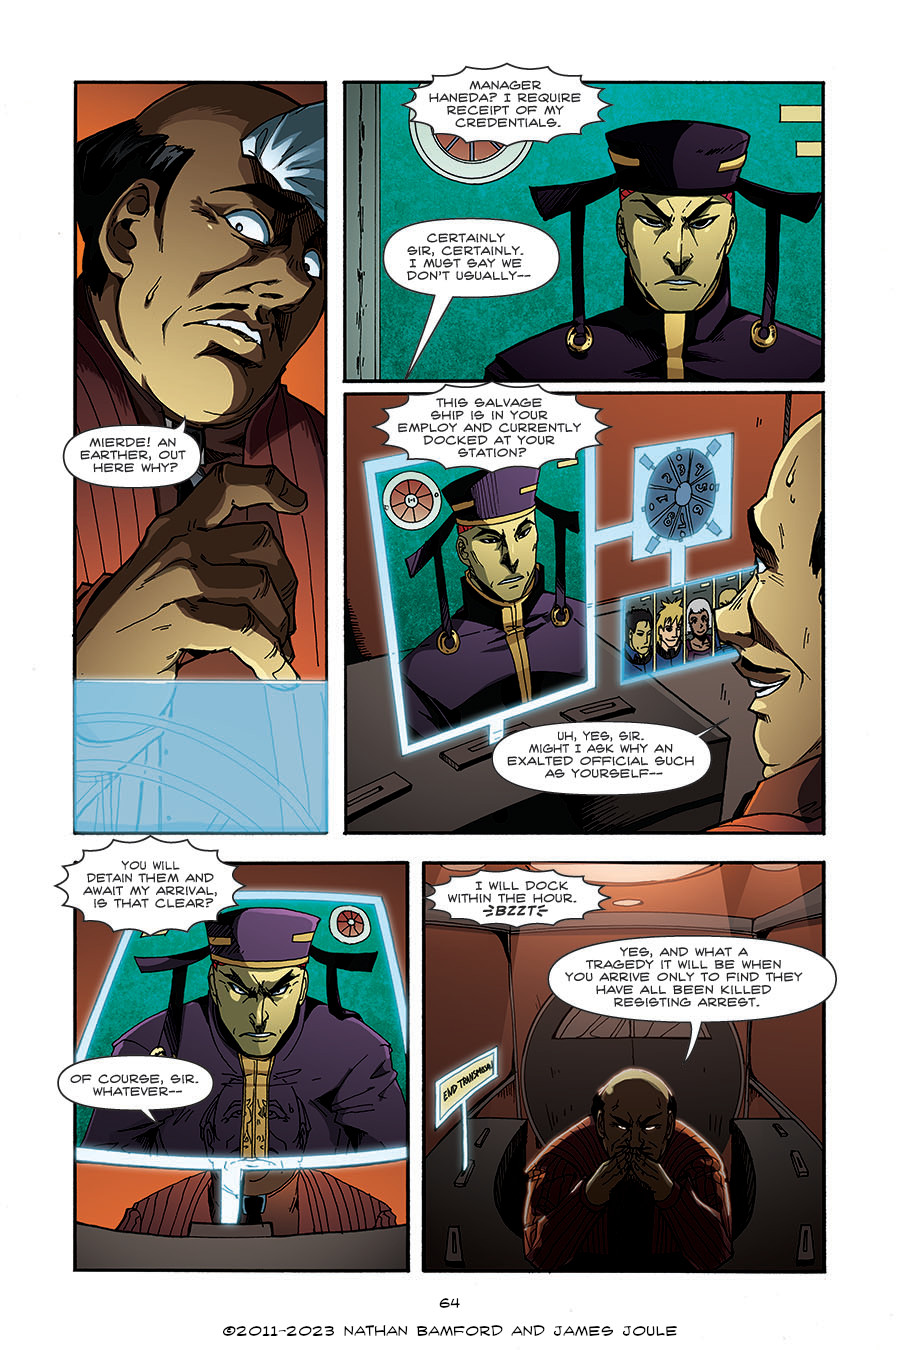 MIERDE! AN
EARTHER, OUT
HERE WHY?
MANAGER
HANEDA? I REQUIRE
RECEIPT OF MY
CREDENTIALS.
CERTAINLY
SIR, CERTAINLY.
I MUST SAY WE
DON'T USUALLY--
THIS SALVAGE
SHIP IS IN YOUR
EMPLOY AND CURRENTLY
DOCKED AT YOUR
STATION?
UH, YES, SIR.
MIGHT I ASK WHY AN
EXALTED OFFICIAL SUCH
AS YOURSELF--
YOU WILL
DETAIN THEM AND
AWAIT MY ARRIVAL,
IS THAT CLEAR?
OF COURSE, SIR.
WHATEVER--
I WILL DOCK
WITHIN THE HOUR.
BZZT
YES, AND WHAT A
TRAGEDY IT WILL BE WHEN
YOU ARRIVE ONLY TO FIND THEY
HAVE ALL BEEN KILLED
RESISTING ARREST.
END TRANSMISSION
64
©2011-2023 NATHAN BAMFORD AND JAMES JOULE